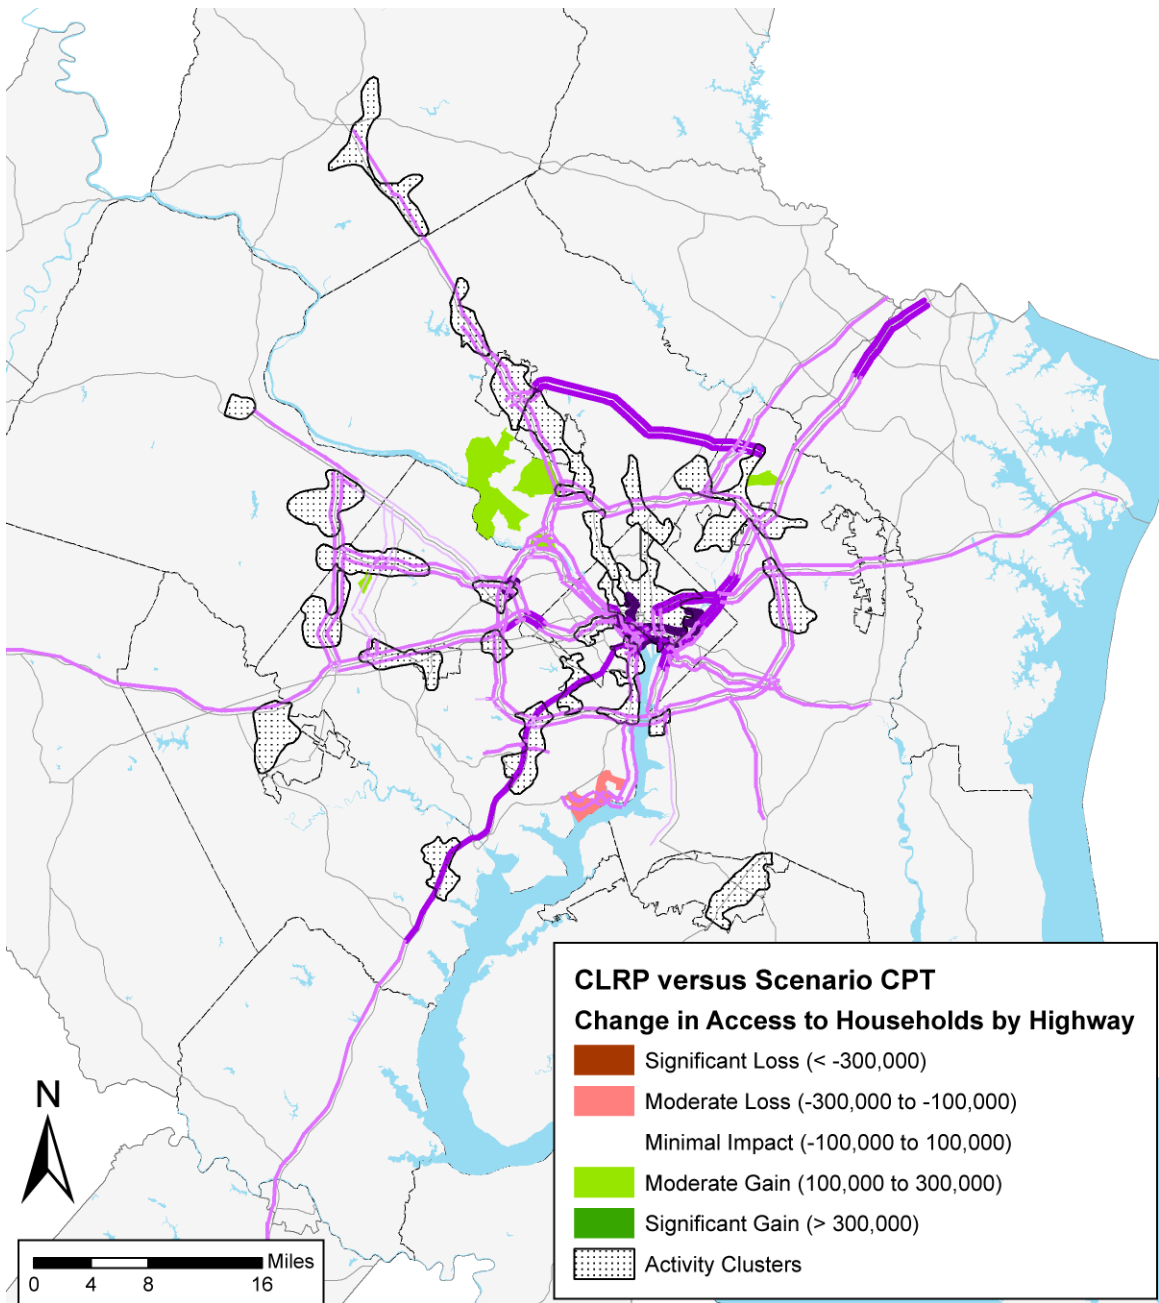 CLRP versus Scenario CPT
Change in Access to Households by Highway
Significant Loss (< -300,000)
Moderate Loss (-300,000 to -100,000)
Minimal Impact (-100,000 to 100,000)
Moderate Gain (100,000 to 300,000)
Significant Gain (> 300,000)
Activity Clusters
N
Miles
0 4 8 16